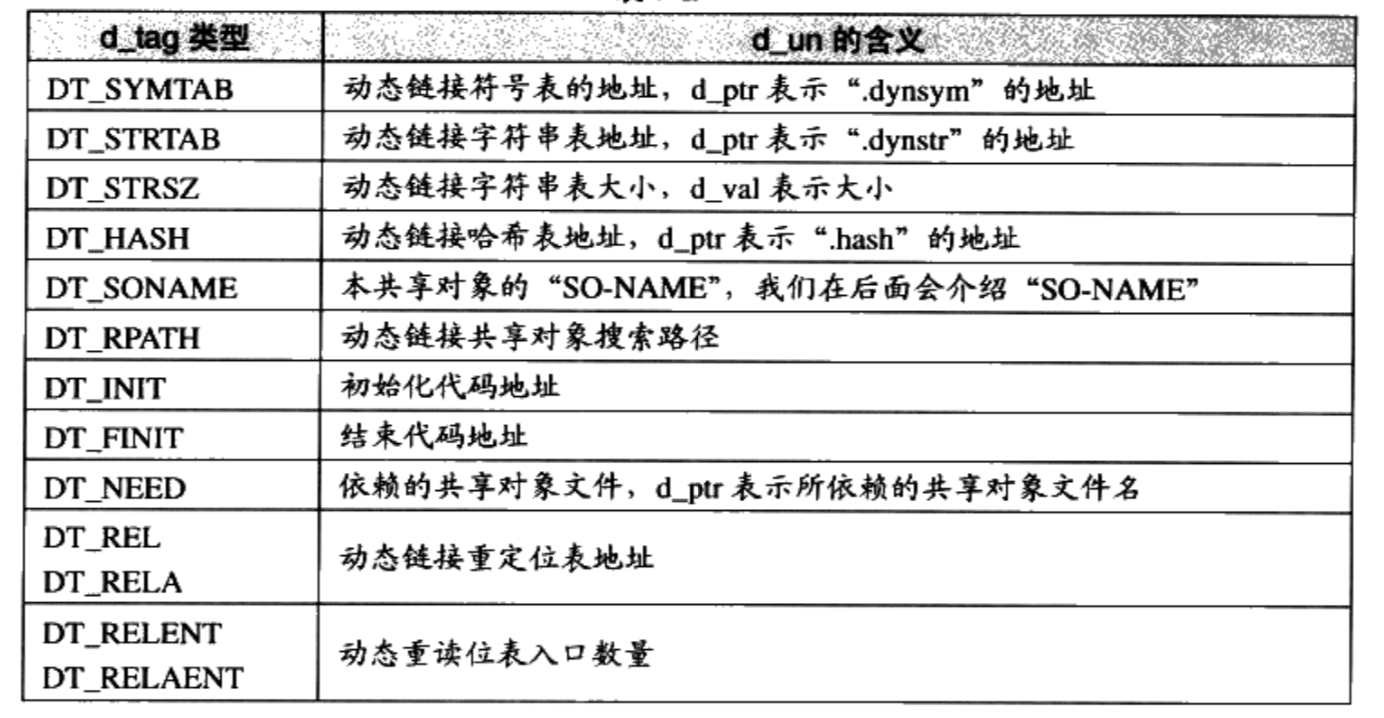 d_tag 类型 d_un 的含义
DT_SYMTAB 动态链接符号表的地址，d_ptr 表示“.dynsym”的地址
DT_STRTAB 动态链接字符串表地址，d_ptr 表示“.dynstr”的地址
DT_STRSZ 动态链接字符串表大小，d_val 表示大小
DT_HASH 动态链接哈希表地址，d_ptr 表示“.hash”的地址
DT_SONAME 本共享对象的“SO-NAME”，我们在后面会介绍“SO-NAME”
DT_RPATH 动态链接共享对象搜索路径
DT_INIT 初始化代码地址
DT_FINIT 结束代码地址
DT_NEED 依赖的共享对象文件，d_ptr 表示所依赖的共享对象文件名
DT_REL
动态链接重定位表地址
DT_RELA
DT_RELENT
动态重读位表入口数量
DT_RELAENT